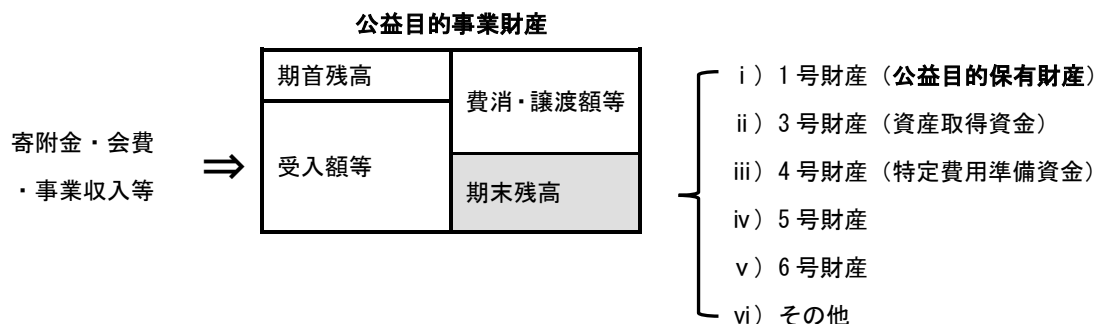 公益目的事業財産
寄附金・会費
・事業収入等
⇒
期首残高
受入額等
費消・譲渡額等
期末残高
ⅰ）1号財産（公益目的保有財産）
ⅱ）3号財産（資産取得資金）
ⅲ）4号財産（特定費用準備資金）
ⅳ）5号財産
ⅴ）6号財産
ⅵ）その他